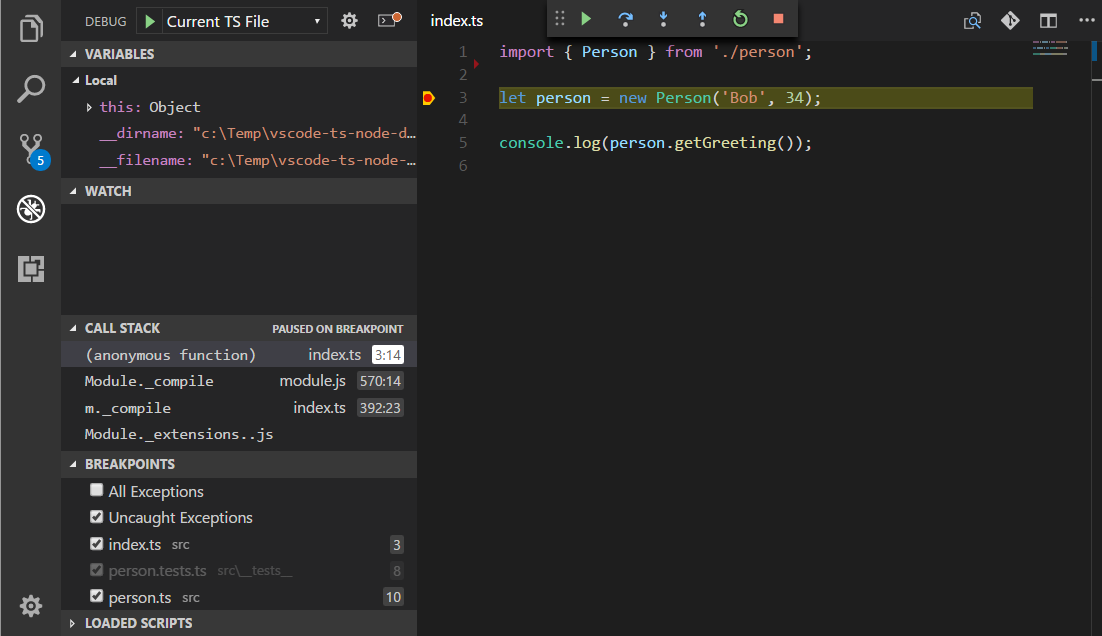 DEBUG Current TS File
VARIABLES
Local
this: Object
__dirname: "c:\Temp\vscode-ts-node-d…
__filename: "c:\Temp\vscode-ts-node-…
WATCH
CALL STACK PAUSED ON BREAKPOINT
(anonymous function) index.ts 3:14
Module._compile module.js 570:14
m._compile index.ts 392:23
Module._extensions..js
BREAKPOINTS
All Exceptions
Uncaught Exceptions
index.ts src 3
person.tests.ts src\__tests__ 8
person.ts src 10
LOADED SCRIPTS
5
index.ts
1 import { Person } from './person';
2
3 let person = new Person('Bob', 34);
4
5 console.log(person.getGreeting());
6